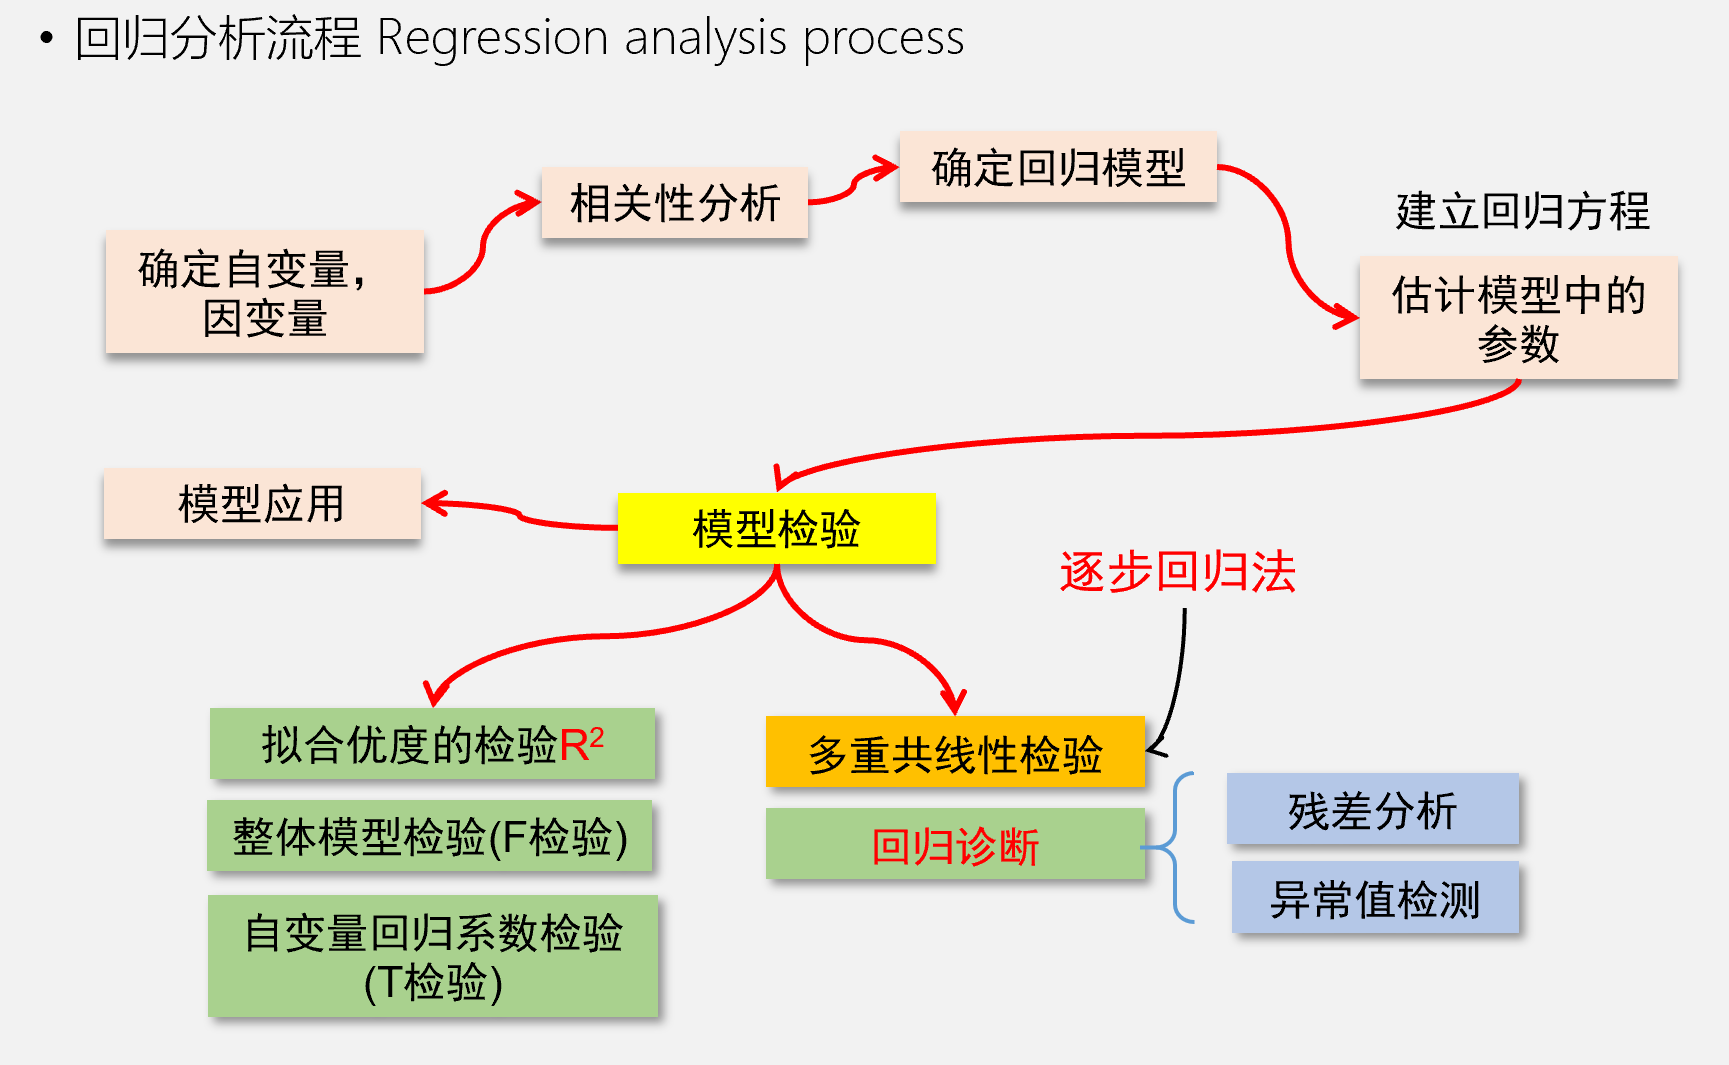 • 回归分析流程 Regression analysis process
确定自变量，
因变量
相关性分析
确定回归模型
建立回归方程
估计模型中的
参数
模型应用
模型检验
逐步回归法
拟合优度的检验R²
整体模型检验(F检验)
自变量回归系数检验
(T检验)
多重共线性检验
回归诊断
残差分析
异常值检测